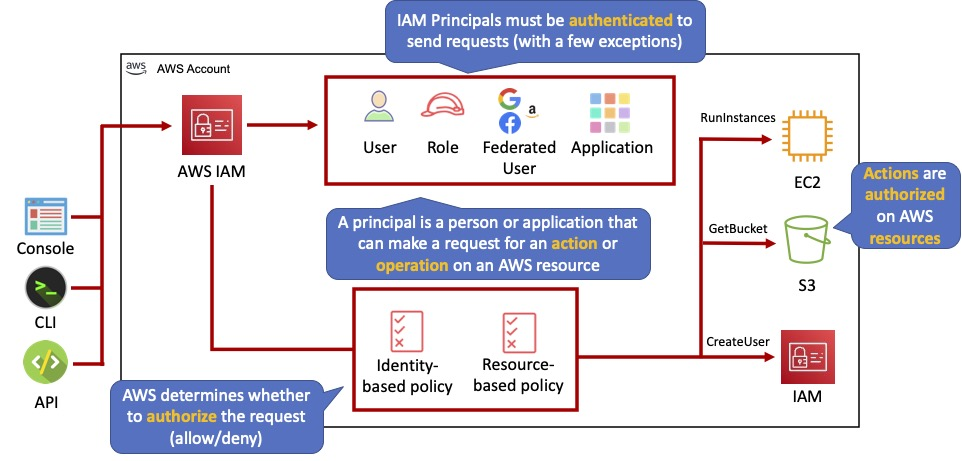 IAM Principals must be authenticated to
send requests (with a few exceptions)
aws
AWS Account
AWS IAM
User
Role
Federated
User
a
Application
RunInstances
EC2
Actions are
authorized
on AWS
resources
A principal is a person or application that
can make a request for an action or
operation on an AWS resource
GetBucket
S3
Console
>_
CLI
</>
API
Identity-
based policy
Resource-
based policy
CreateUser
IAM
AWS determines whether
to authorize the request
(allow/deny)